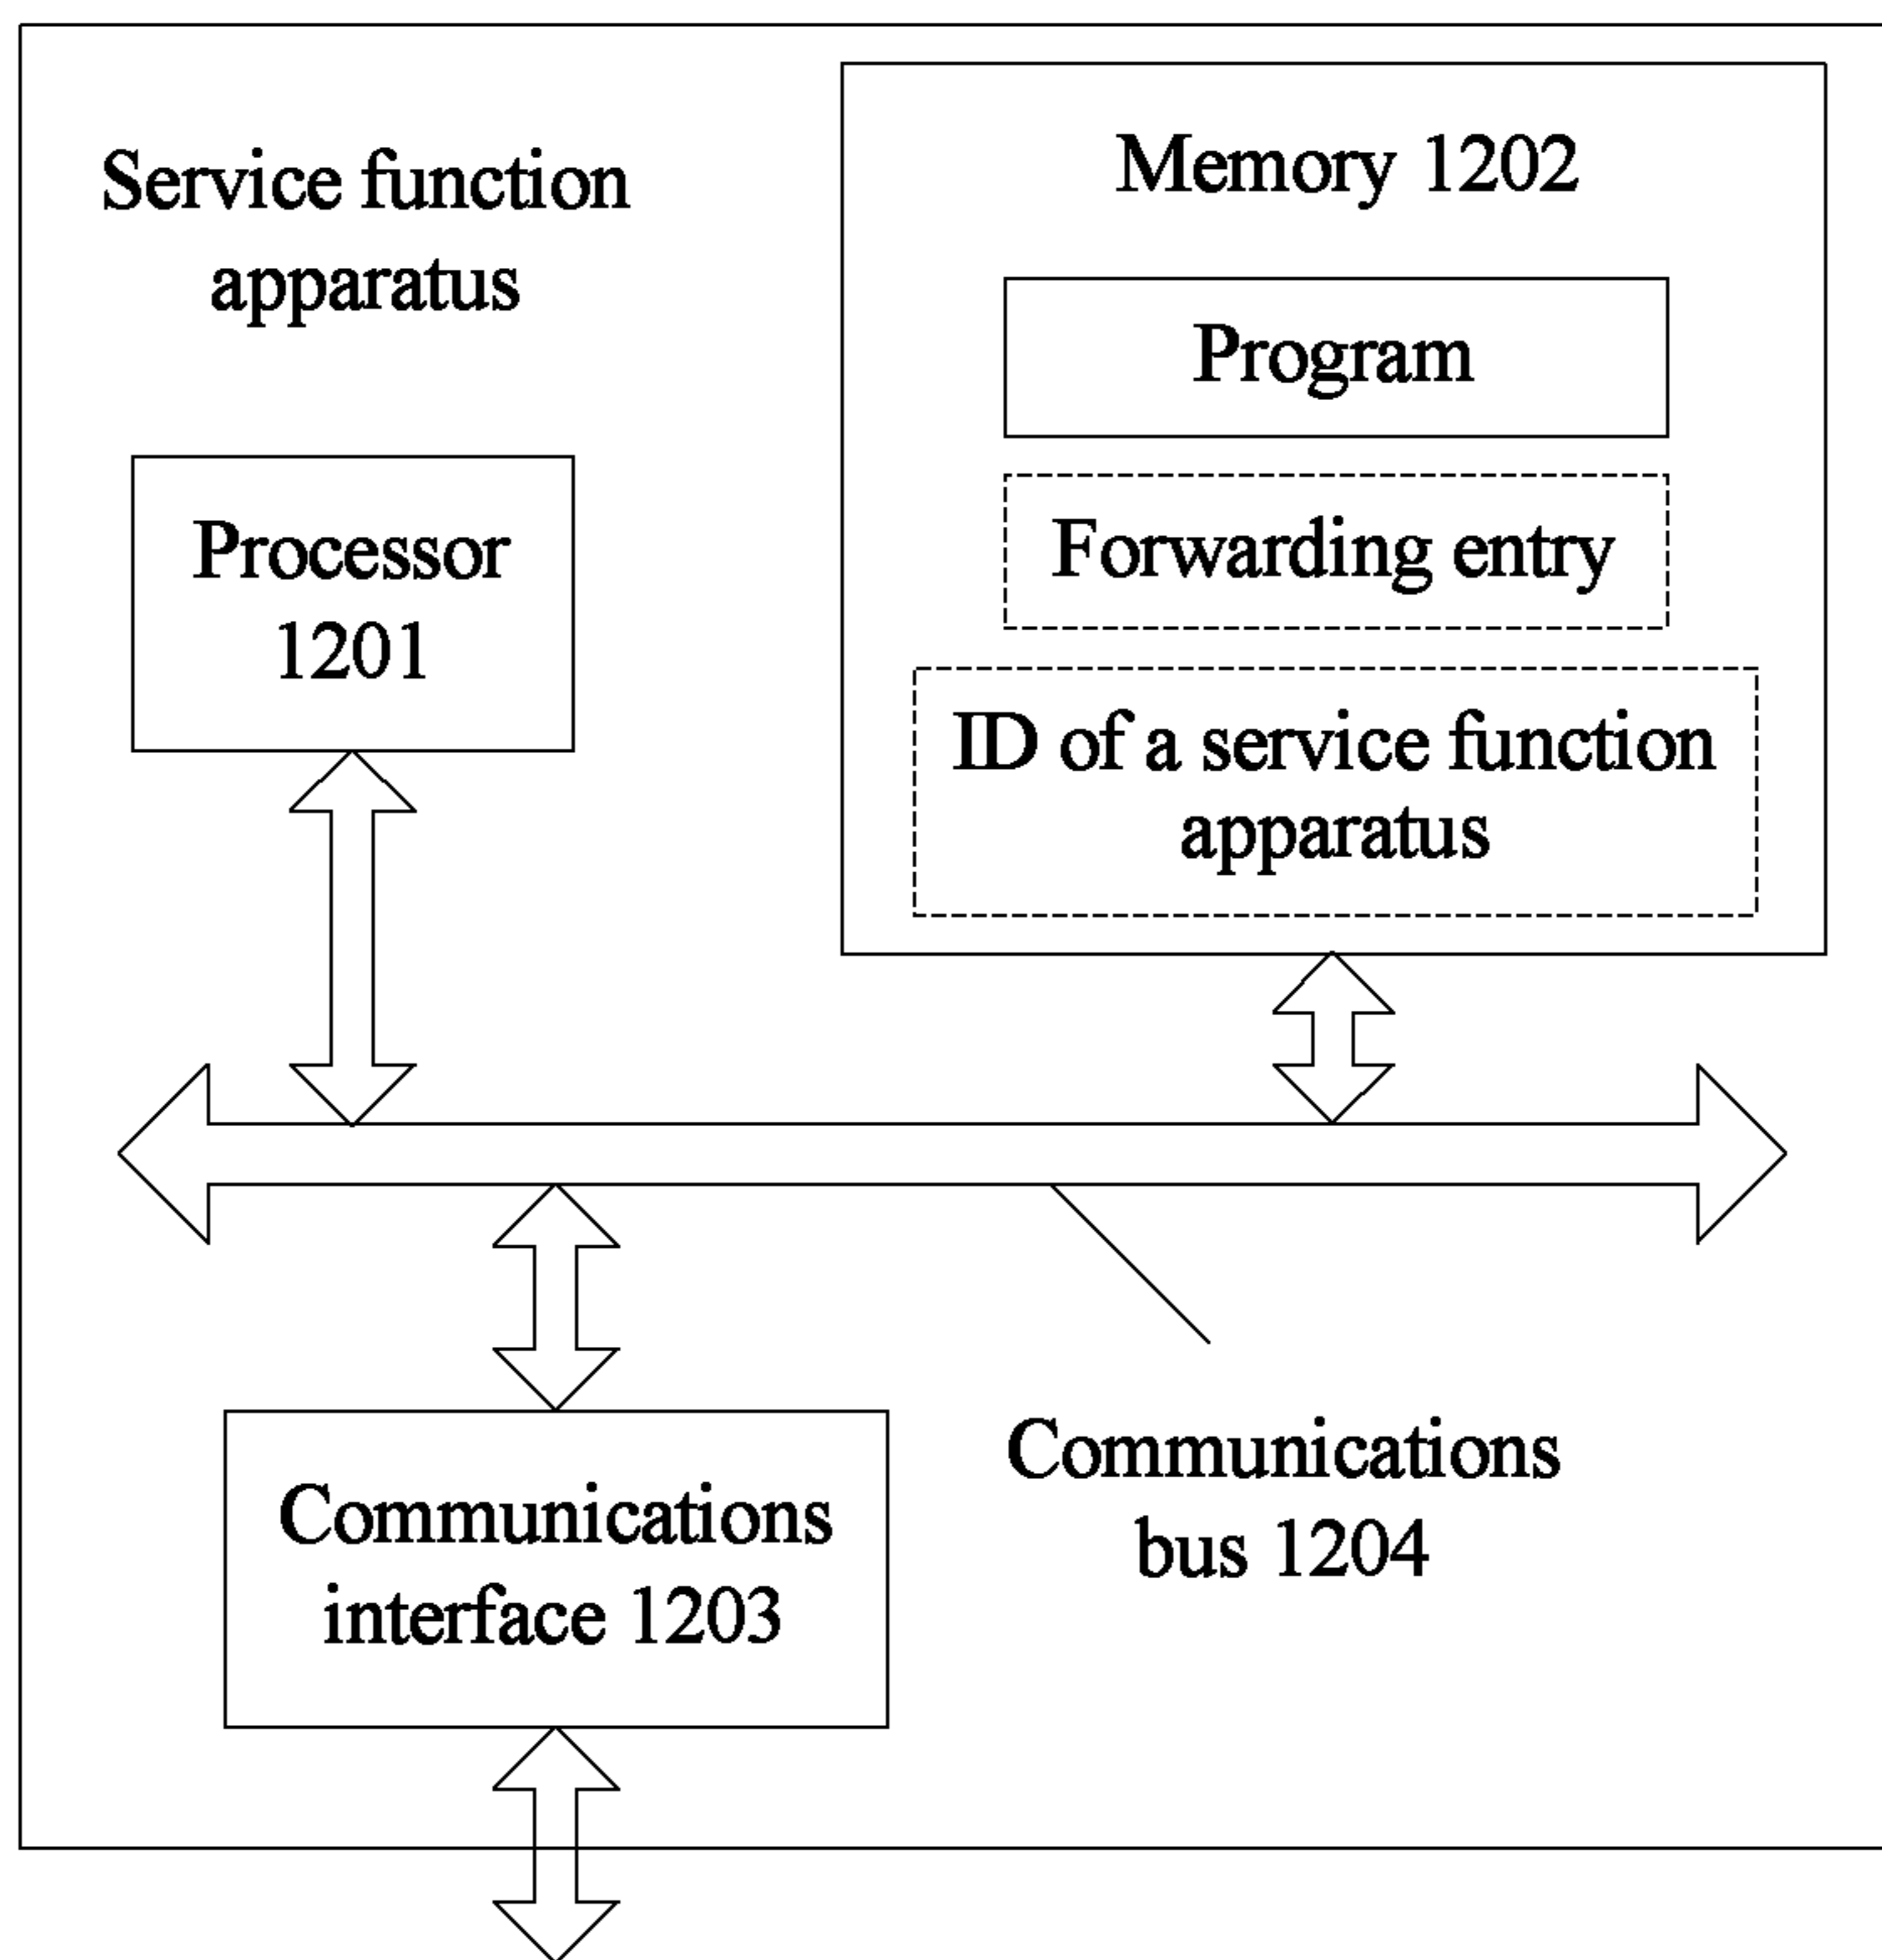 Service function
apparatus
Memory 1202
Program
Processor
1201
Forwarding entry
ID of a service function
apparatus
Communications
bus 1204
Communications
interface 1203